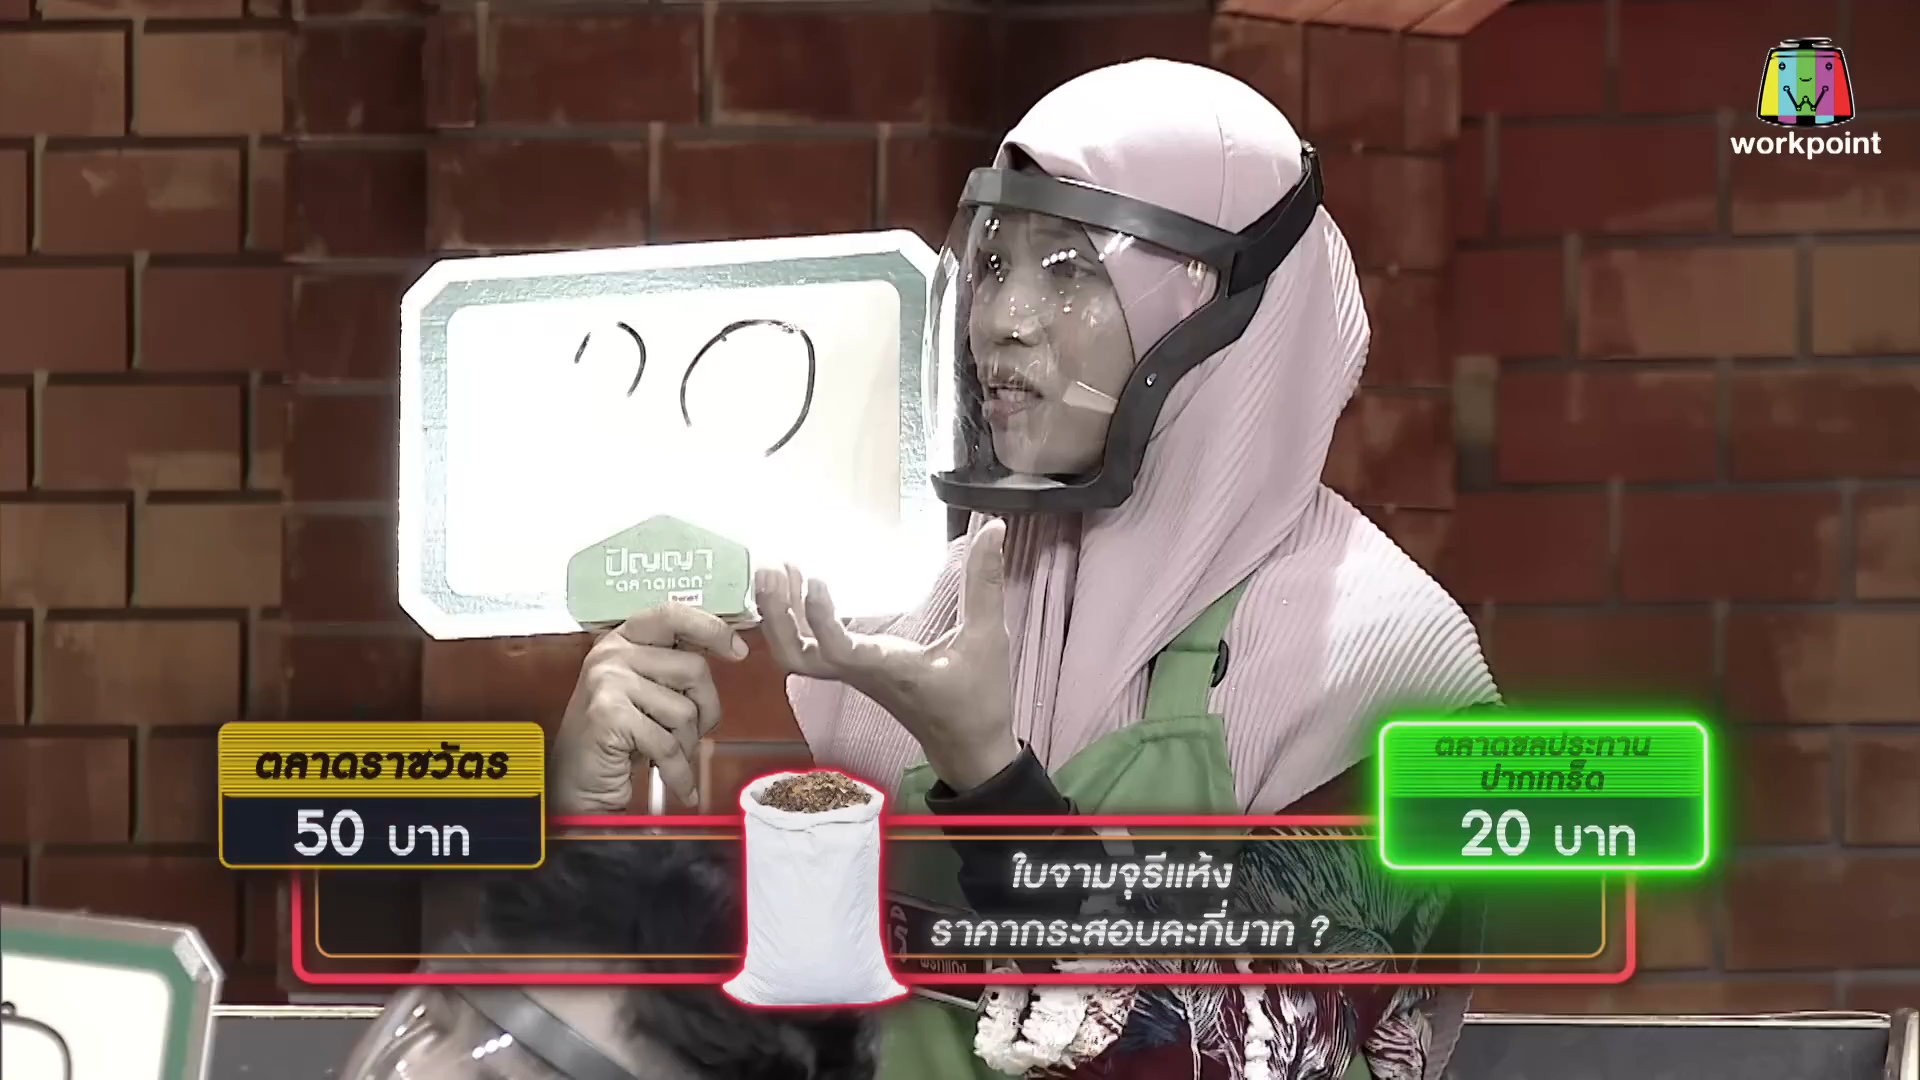 workpoint
ปัญญา
"ตลาดแตก"
ตลาดราชวัตร
50 บาท
ตลาดชลประทาน
ปากเกร็ด
20 บาท
ใบจามจุรีแห้ง
ราคากระสอบละกี่บาท ?